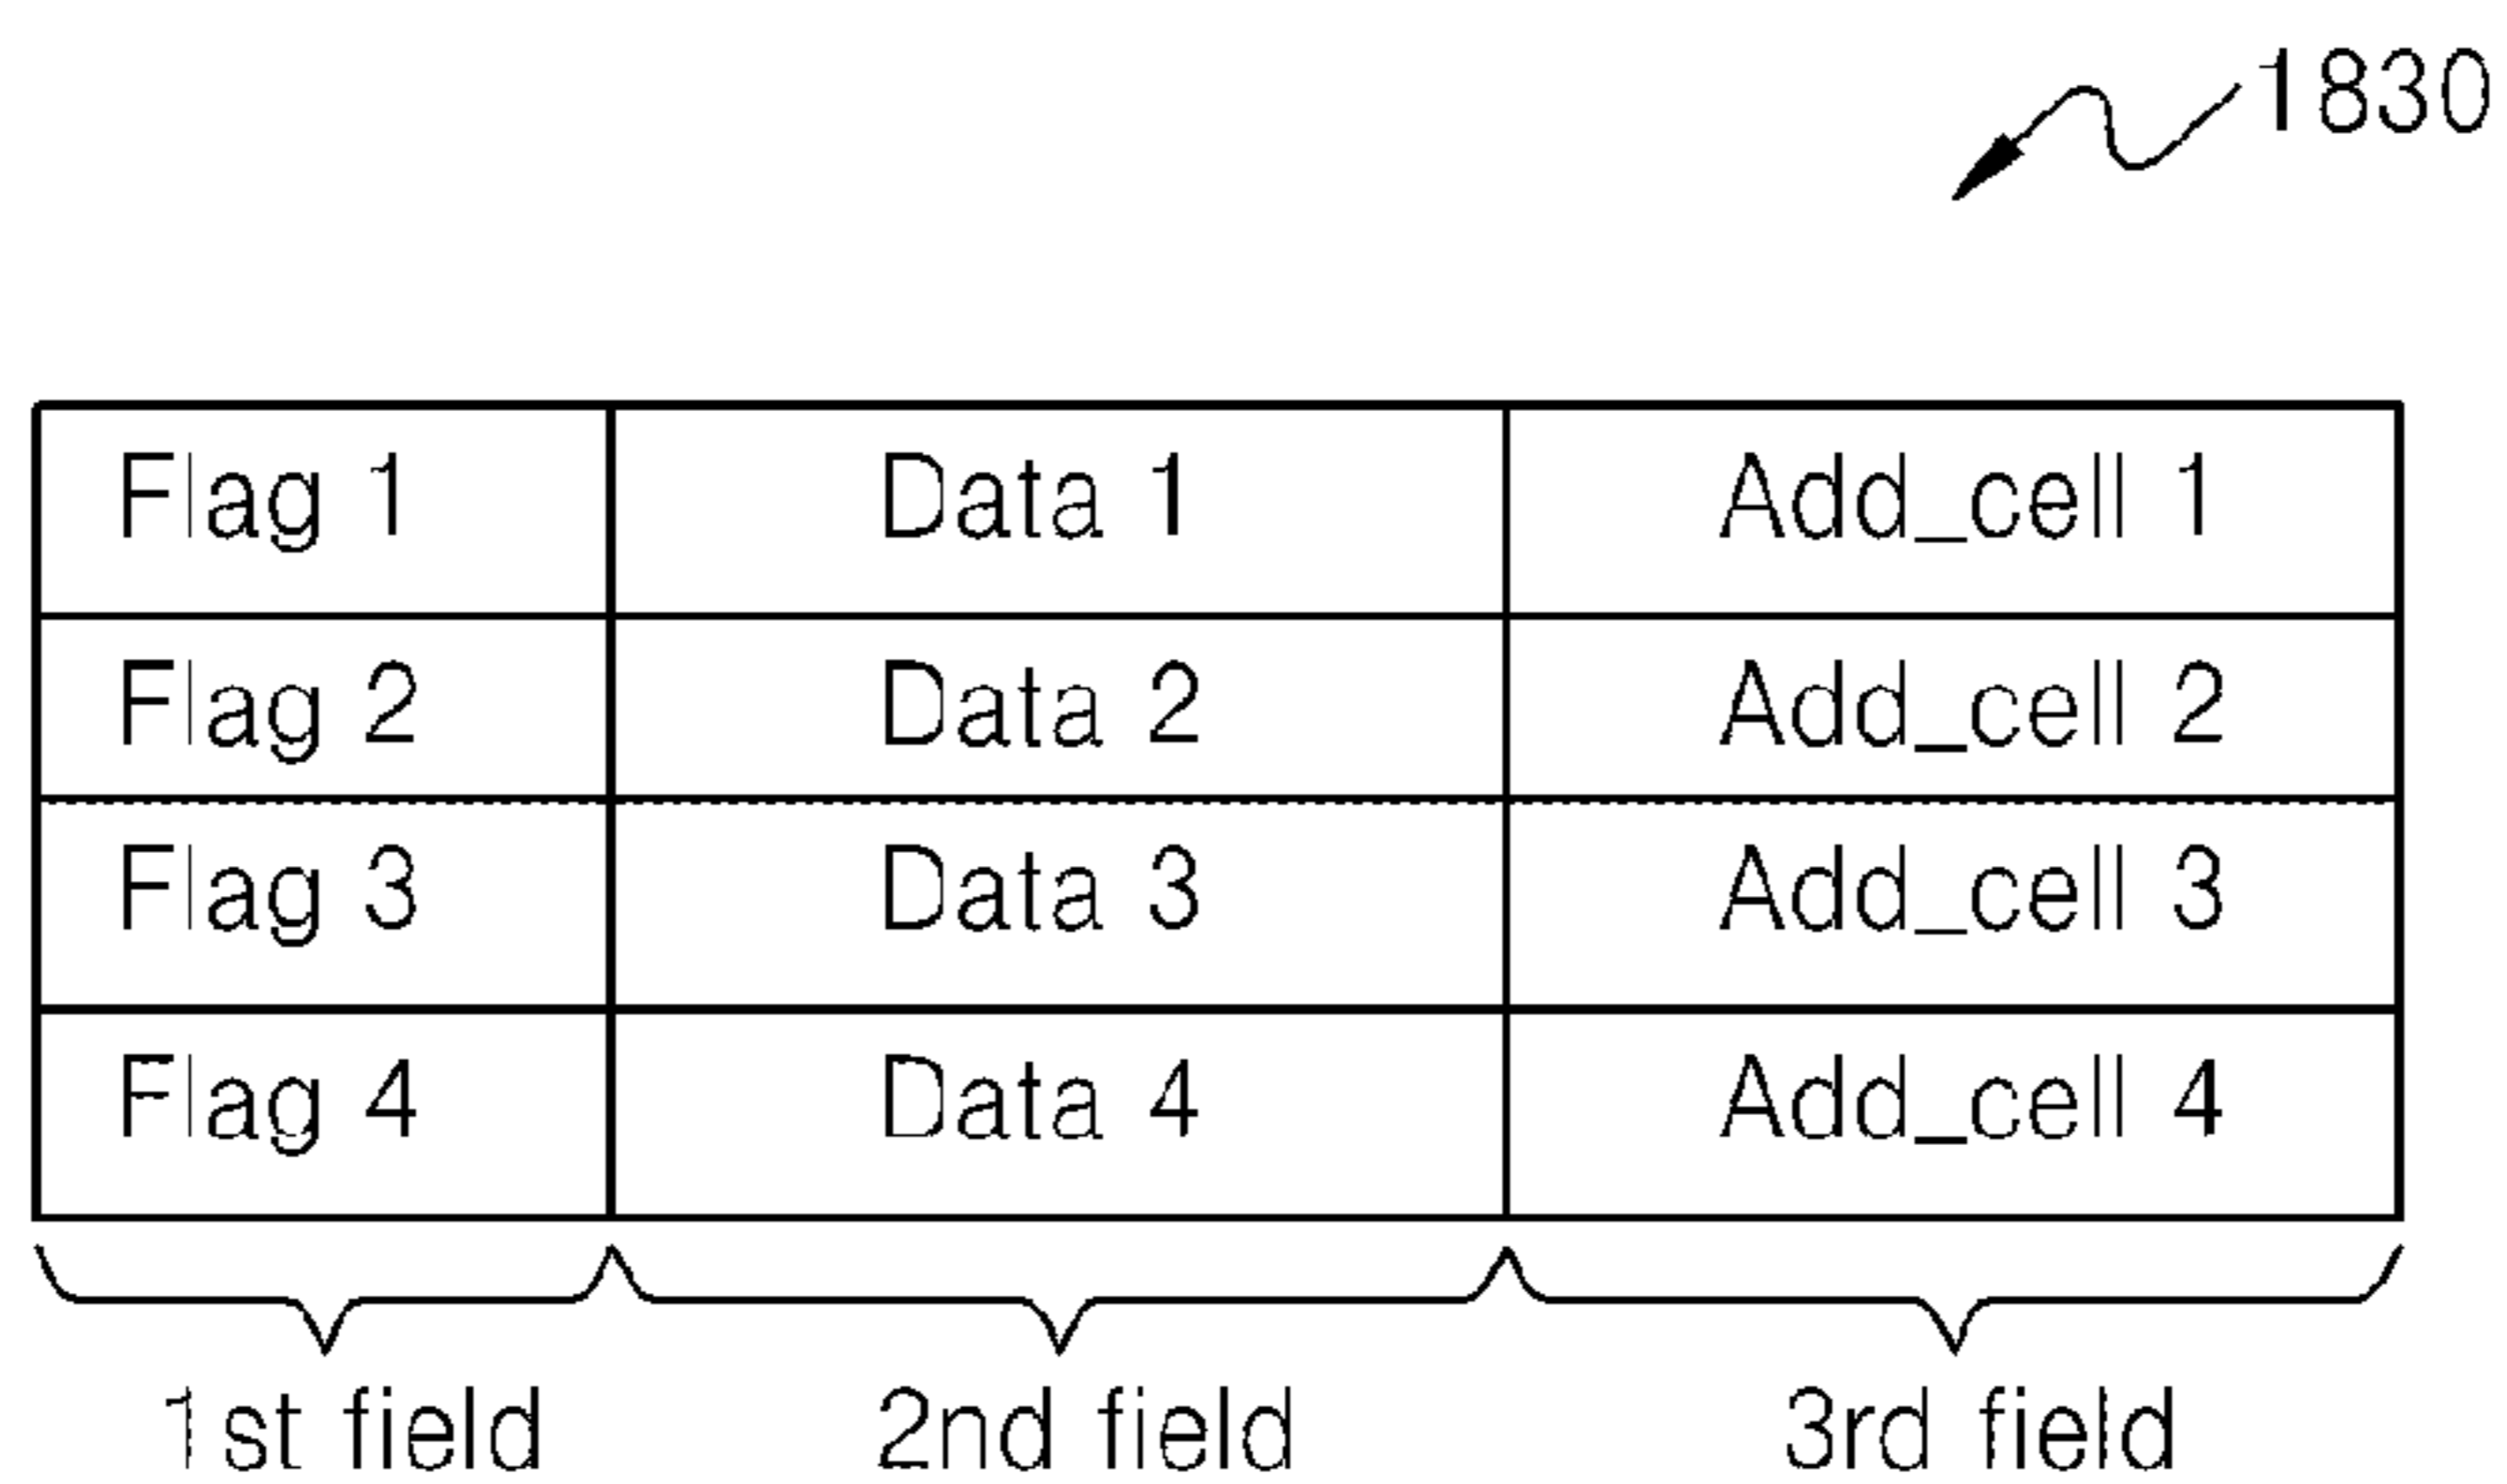 1830
Flag 1 Data 1 Add_cell 1
Flag 2 Data 2 Add_cell 2
Flag 3 Data 3 Add_cell 3
Flag 4 Data 4 Add_cell 4
1st field 2nd field 3rd field